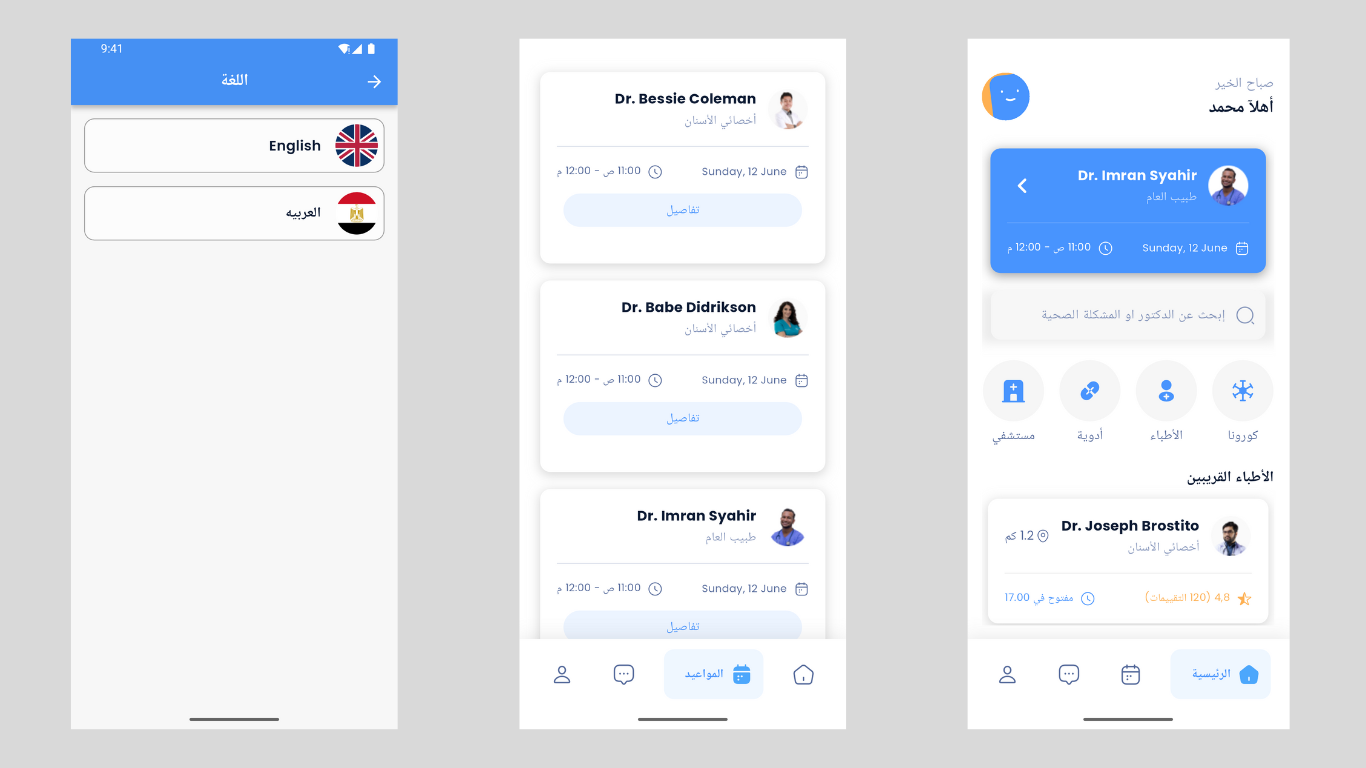 9:41
اللغة
English
العربيه
Dr. Bessie Coleman
أخصائي الأسنان
Sunday, 12 June
11:00 ص - 12:00 م
تفاصيل
Dr. Babe Didrikson
أخصائي الأسنان
Sunday, 12 June
11:00 ص - 12:00 م
تفاصيل
Dr. Imran Syahir
طبيب العام
Sunday, 12 June
11:00 ص - 12:00 م
تفاصيل
المواعيد
صباح الخير
أهلاً محمد
Dr. Imran Syahir
طبيب العام
Sunday, 12 June
11:00 ص - 12:00 م
إبحث عن الدكتور او المشكلة الصحية
كورونا
الأطباء
أدوية
مستشفي
الأطباء القريبين
Dr. Joseph Brostito
1.2 كم
أخصائي الأسنان
4,8 (120 التقييمات)
مفتوح في 17.00
الرئيسية